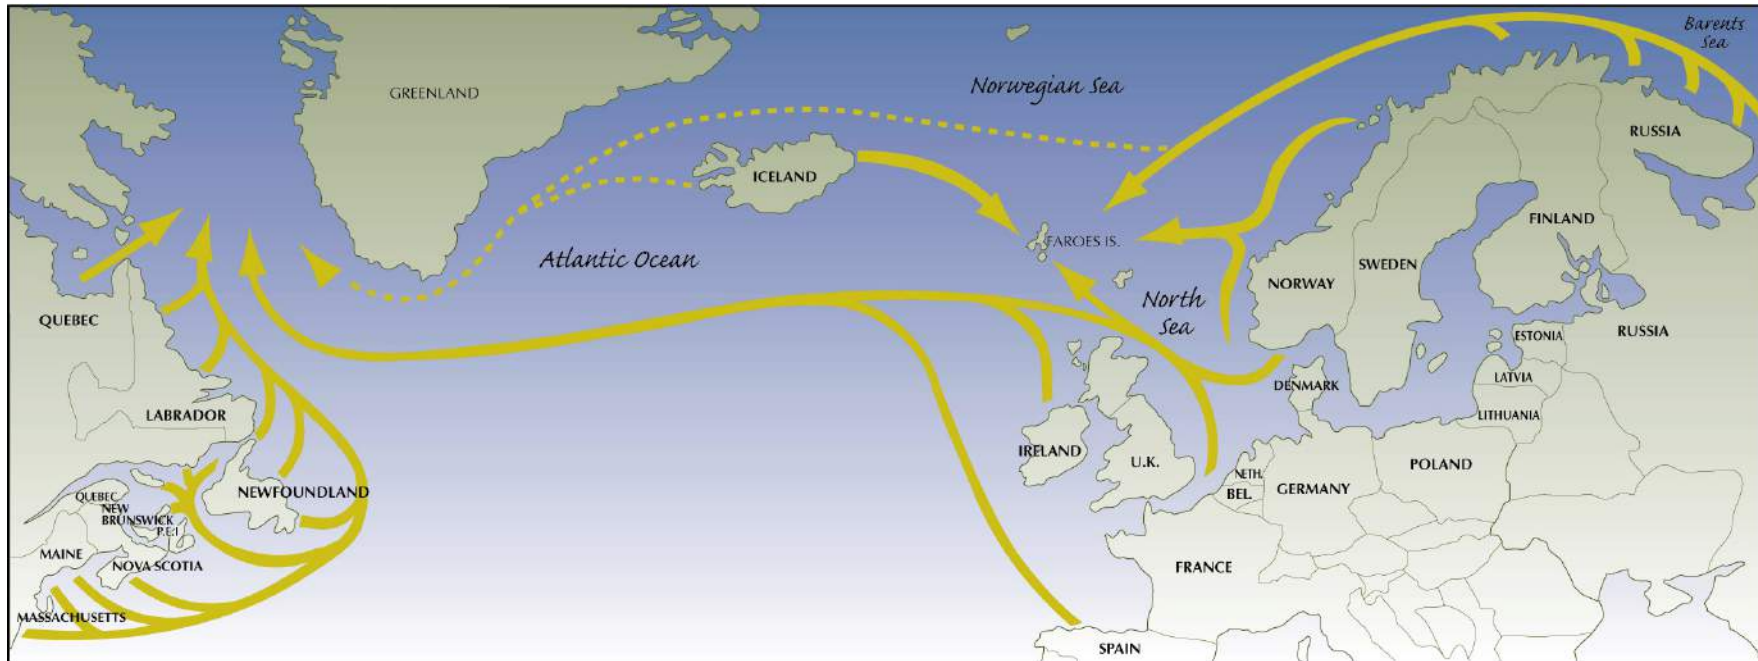 Barents
Sea
Norwegian Sea
GREENLAND
RUSSIA
ICELAND
FINLAND
FAROES IS.
Atlantic Ocean
SWEDEN
NORWAY
North
Sea
QUEBEC
RUSSIA
ESTONIA
LATVIA
DENMARK
LABRADOR
LITHUANIA
IRELAND
U.K.
POLAND
NETH.
GERMANY
BEL.
NEWFOUNDLAND
QUEBEC
NEW
BRUNSWICK
P.E.I
MAINE
NOVA SCOTIA
FRANCE
MASSACHUSETTS
SPAIN